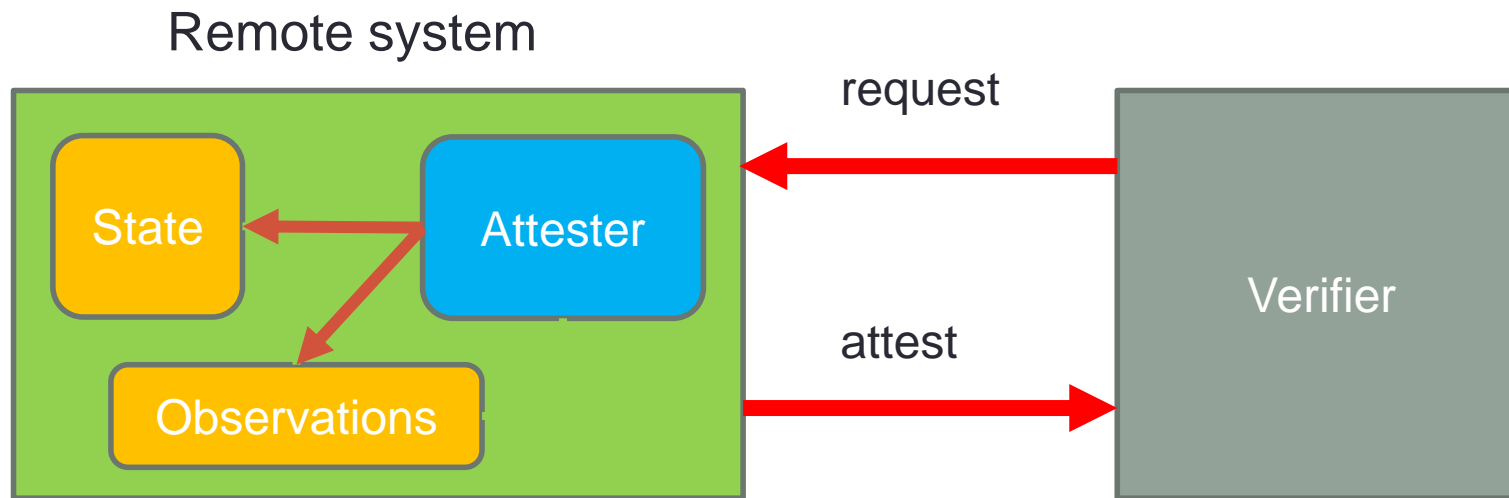 Remote system
request
State
Attester
Verifier
attest
Observations